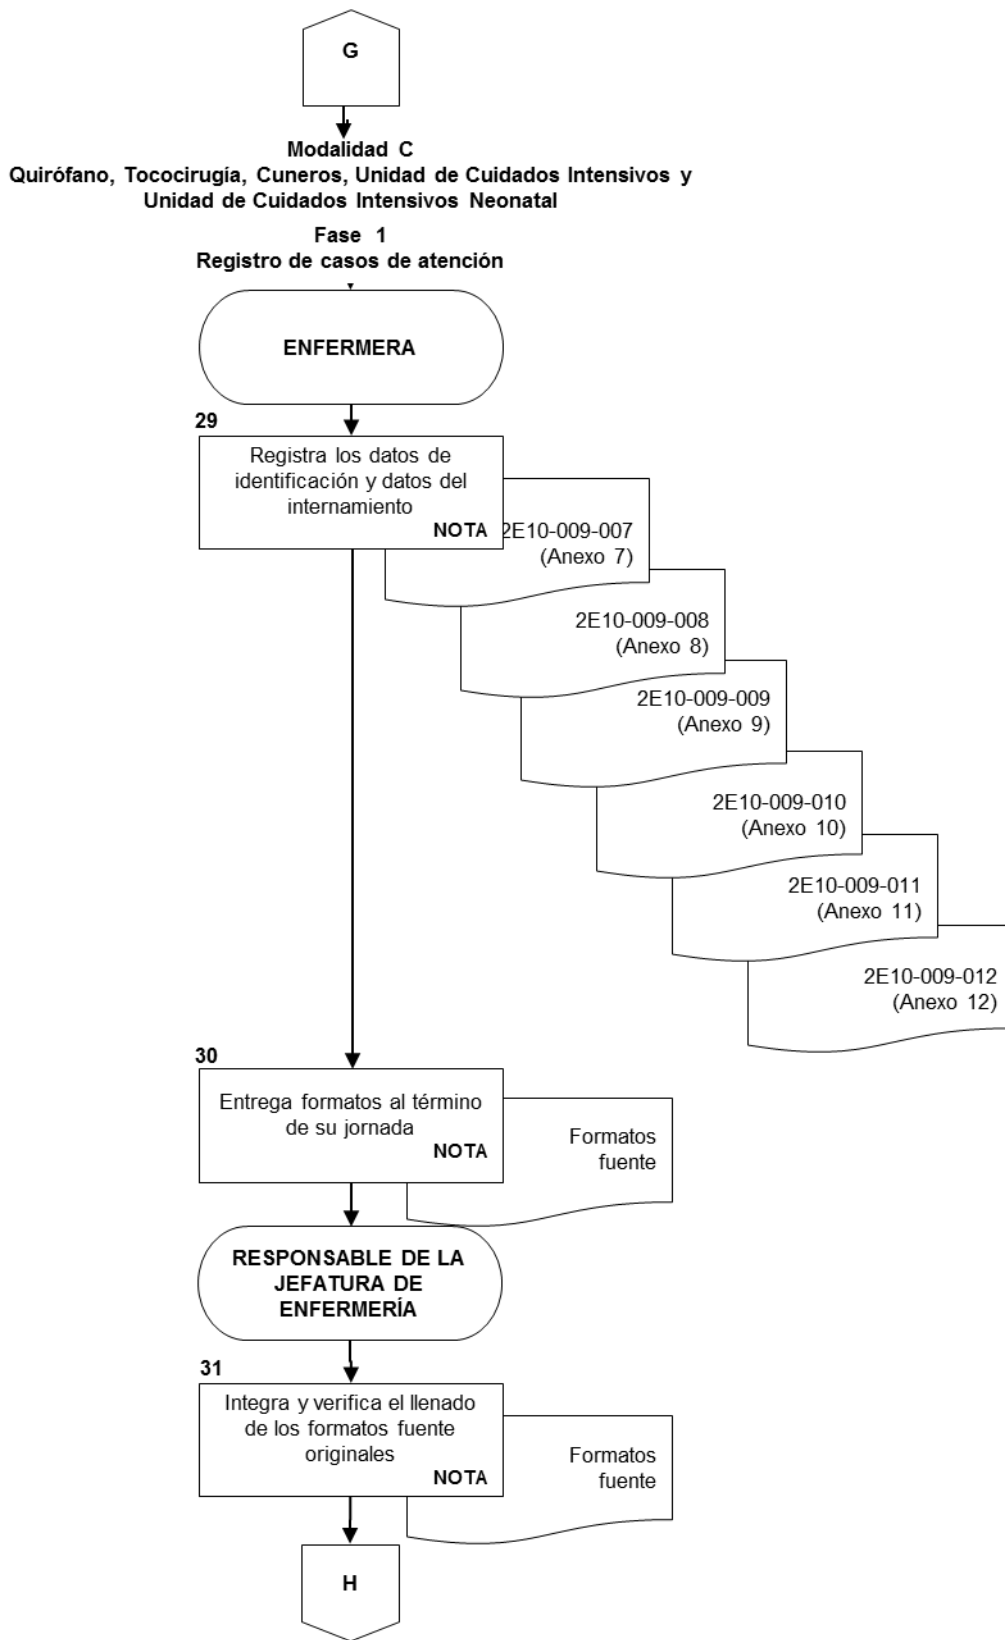 G
Modalidad C
Quirófano, Tococirugía, Cuneros, Unidad de Cuidados Intensivos y
Unidad de Cuidados Intensivos Neonatal
Fase 1
Registro de casos de atención
ENFERMERA
29
Registra los datos de
identificación y datos del
internamiento
NOTA
2E10-009-007
(Anexo 7)
2E10-009-008
(Anexo 8)
2E10-009-009
(Anexo 9)
2E10-009-010
(Anexo 10)
2E10-009-011
(Anexo 11)
2E10-009-012
(Anexo 12)
30
Entrega formatos al término
de su jornada
NOTA
Formatos
fuente
RESPONSABLE DE LA
JEFATURA DE
ENFERMERÍA
31
Integra y verifica el llenado
de los formatos fuente
originales
NOTA
Formatos
fuente
H